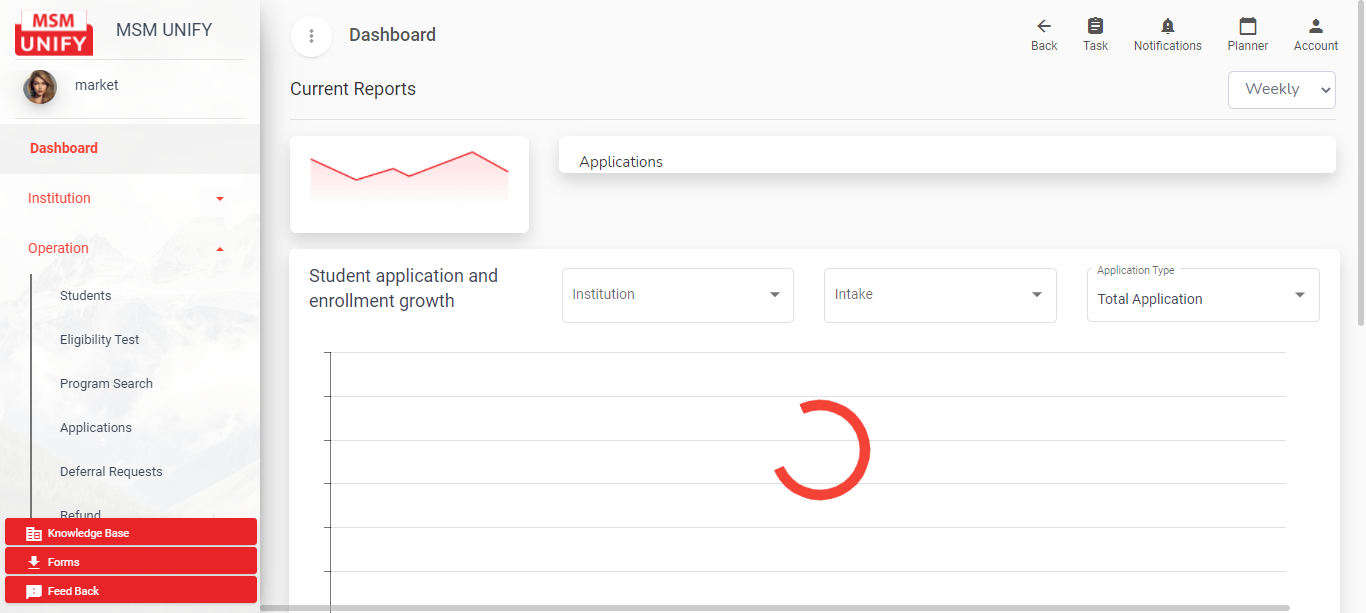 MSM
UNIFY
MSM UNIFY
market
Dashboard
Institution
Operation
Students
Eligibility Test
Program Search
Applications
Deferral Requests
Refund
Knowledge Base
Forms
Feed Back
Dashboard
Back
Task
Notifications
Planner
Account
Current Reports
Weekly
Applications
Student application and
enrollment growth
Institution
Intake
Application Type
Total Application